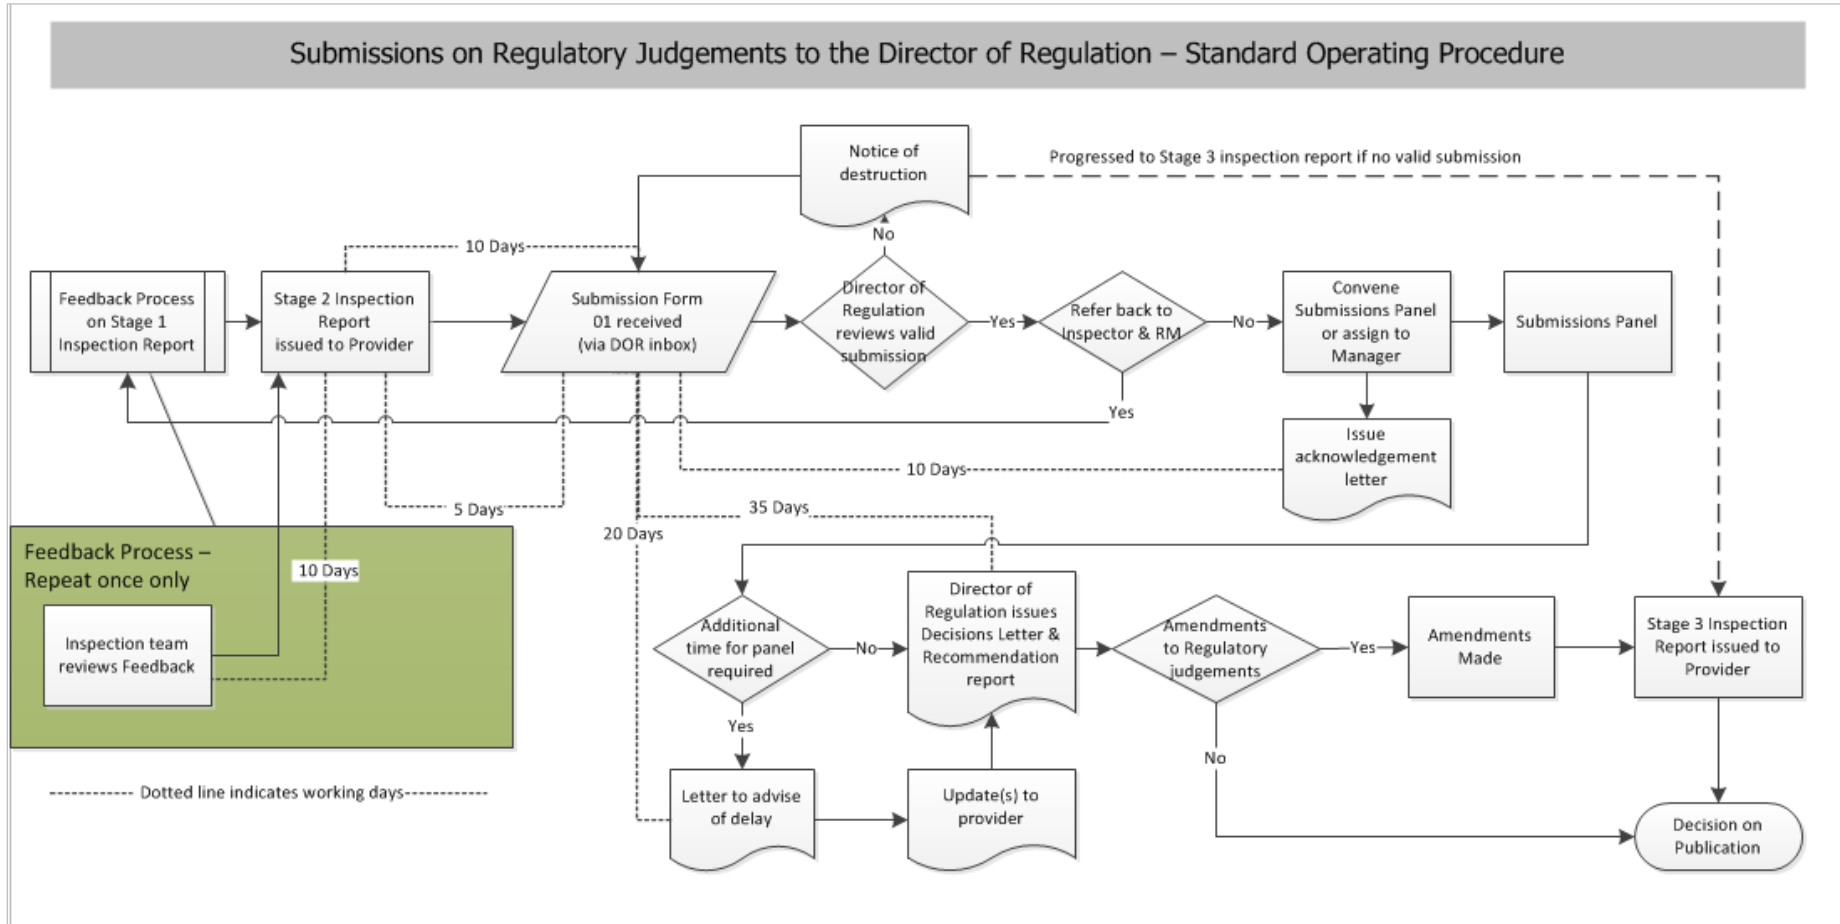 Submissions on Regulatory Judgements to the Director of Regulation – Standard Operating Procedure
Notice of
destruction
Progressed to Stage 3 inspection report if no valid submission
No
10 Days
Feedback Process
on Stage 1
Inspection Report
Stage 2 Inspection
Report
issued to Provider
Submission Form
01 received
(via DOR inbox)
Director of
Regulation
reviews valid
submission
Yes
Refer back to
Inspector & RM
No
Convene
Submissions Panel
or assign to
Manager
Submissions Panel
Yes
Issue
acknowledgement
letter
10 Days
5 Days
35 Days
20 Days
Feedback Process –
Repeat once only
10 Days
Inspection team
reviews Feedback
Additional
time for panel
required
No
Director of
Regulation issues
Decisions Letter &
Recommendation
report
Amendments
to Regulatory
judgements
Yes
Amendments
Made
Stage 3 Inspection
Report issued to
Provider
Yes
No
Dotted line indicates working days
Letter to advise
of delay
Update(s) to
provider
Decision on
Publication